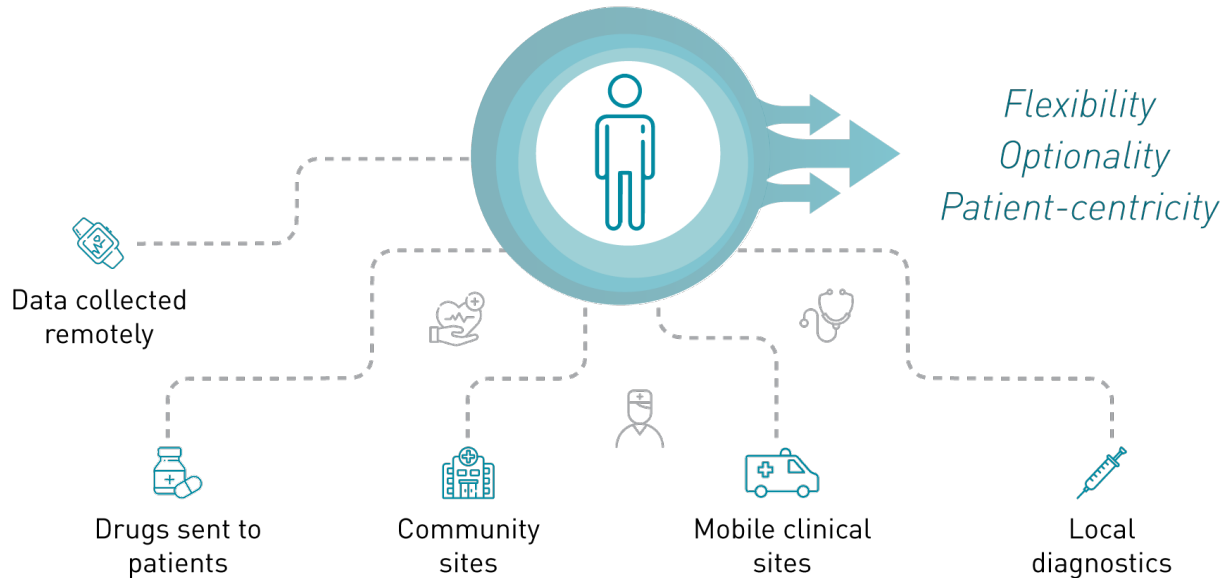 Flexibility
Optionality
Patient-centricity
Data collected
remotely
Drugs sent to
patients
Community
sites
Mobile clinical
sites
Local
diagnostics